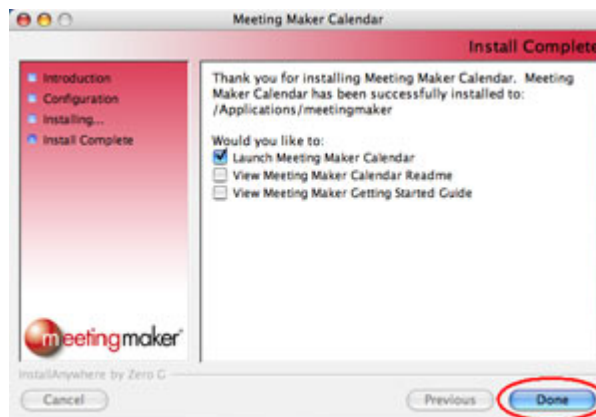 Meeting Maker Calendar
Install Complete
Introduction
Configuration
Installing...
Install Complete
Thank you for installing Meeting Maker Calendar. Meeting
Maker Calendar has been successfully installed to:
/Applications/meetingmaker
Would you like to:
Launch Meeting Maker Calendar
View Meeting Maker Calendar Readme
View Meeting Maker Getting Started Guide
meetingmaker
InstallAnywhere by Zero G
Cancel
Previous
Done